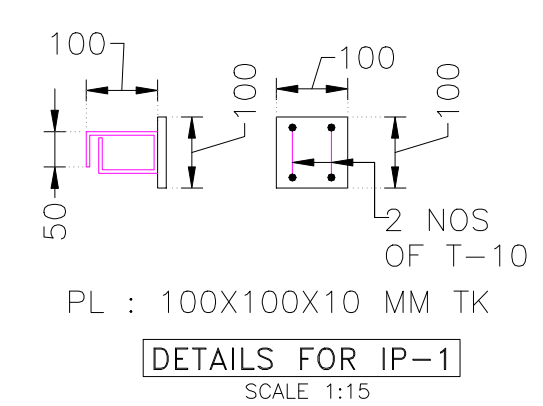 100
100
100
100
50
2 NOS
OF T-10
PL : 100X100X10 MM TK
DETAILS FOR IP-1
SCALE 1:15